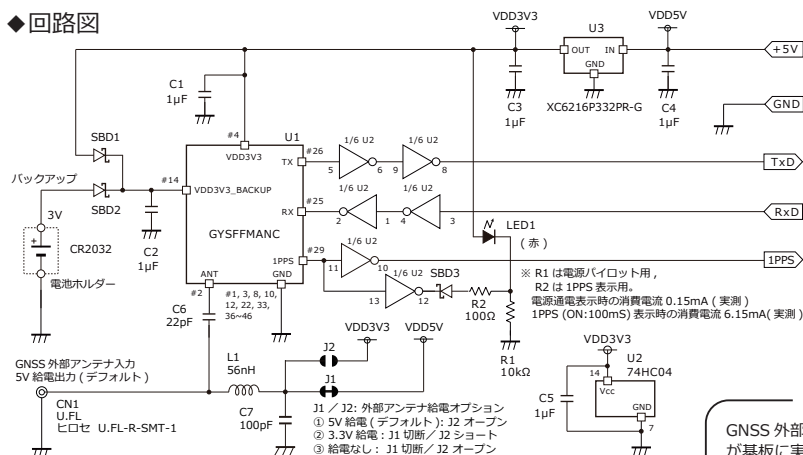 ◆回路図
VDD3V3
U3
VDD5V
OUT
IN
GND
XC6216P332PR-G
+5V
GND
C3
1μF
C4
1μF
C1
1μF
#4
VDD3V3
U1
SBD1
SBD2
#14
VDD3V3_BACKUP
GYSFFMANC
バックアップ
3V
+
CR2032
電池ホルダー
C2
1μF
TX
#26
1/6 U2
5
6
1/6 U2
9
8
TxD
RX
#25
1/6 U2
2
1
1/6 U2
4
3
RxD
1PPS
#29
1/6 U2
11
10
1PPS
1/6 U2
13
12
SBD3
R2
100Ω
LED1
(赤)
R1
10kΩ
※ R1 は電源パイロット用,
R2 は 1PPS 表示用。
電源通電表示時の消費電流 0.15mA ( 実測 )
1PPS (ON:100mS) 表示時の消費電流 6.15mA( 実測 )
ANT
#2
GND
#1, 3, 8, 10,
12, 22, 33,
36~46
C6
22pF
GNSS 外部アンテナ入力
5V 給電出力 ( デフォルト )
CN1
U.FL
ヒロセ U.FL-R-SMT-1
L1
56nH
C7
100pF
VDD3V3
VDD5V
J2
J1
J1 / J2: 外部アンテナ給電オプション
① 5V 給電 ( デフォルト ): J2 オープン
② 3.3V 給電 : J1 切断/ J2 ショート
③ 給電なし : J1 切断/ J2 オープン
VDD3V3
U2
74HC04
14
Vcc
GND
7
C5
1μF
GNSS 外部
が基板に実